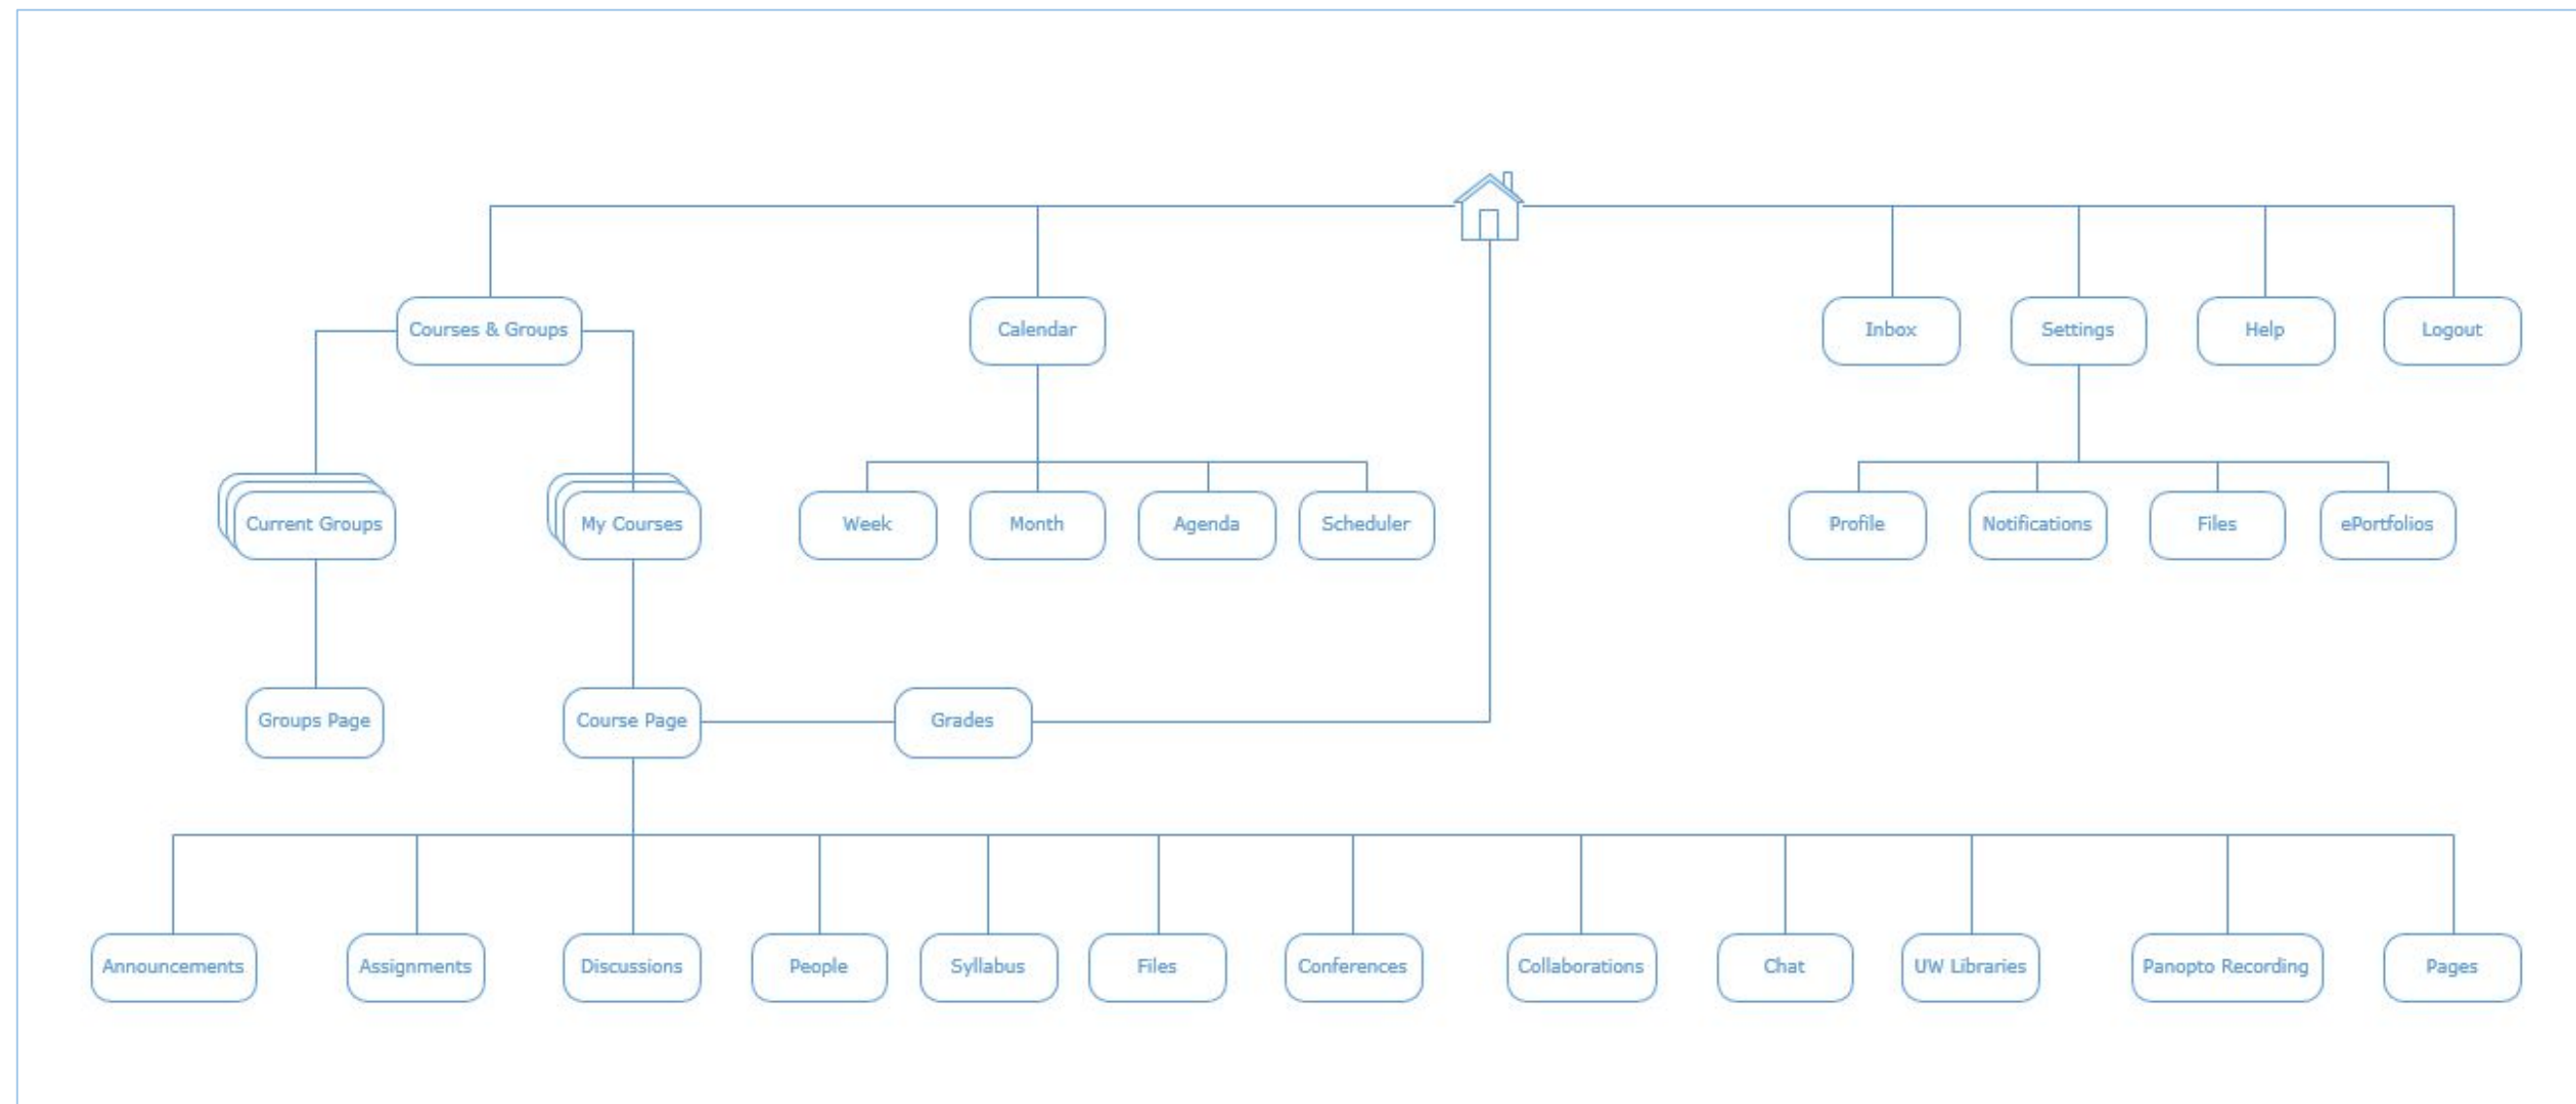 Courses & Groups
Calendar
Inbox
Settings
Help
Logout
Current Groups
My Courses
Week
Month
Agenda
Scheduler
Profile
Notifications
Files
ePortfolios
Groups Page
Course Page
Grades
Announcements
Assignments
Discussions
People
Syllabus
Files
Conferences
Collaborations
Chat
UW Libraries
Panopto Recording
Pages